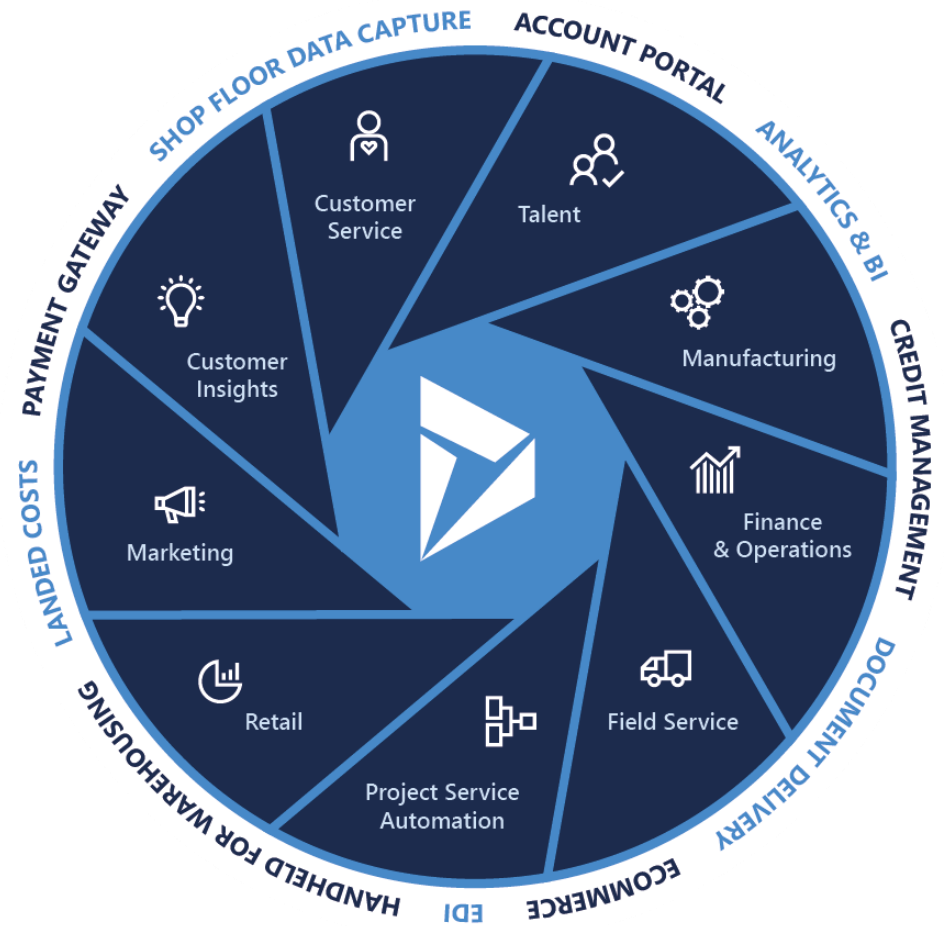 ACCOUNT PORTAL
ANALYTICS & BI
CREDIT MANAGEMENT
DOCUMENT DELIVERY
ECOMMERCE
EDI
HANDHELD FOR WAREHOUSING
LANDED COSTS
PAYMENT GATEWAY
SHOP FLOOR DATA CAPTURE
Customer
Service
Talent
Manufacturing
Finance
& Operations
Field Service
Project Service
Automation
Retail
Marketing
Customer
Insights